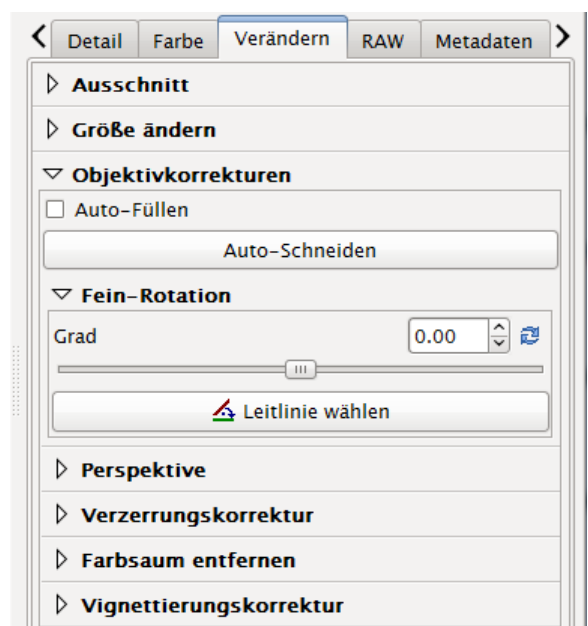 Detail Farbe Verändern RAW Metadaten
Ausschnitt
Größe ändern
Objektivkorrekturen
Auto-Füllen
Auto-Schneiden
Fein-Rotation
Grad 0.00
Leitlinie wählen
Perspektive
Verzerrungskorrektur
Farbsaum entfernen
Vignettierungskorrektur